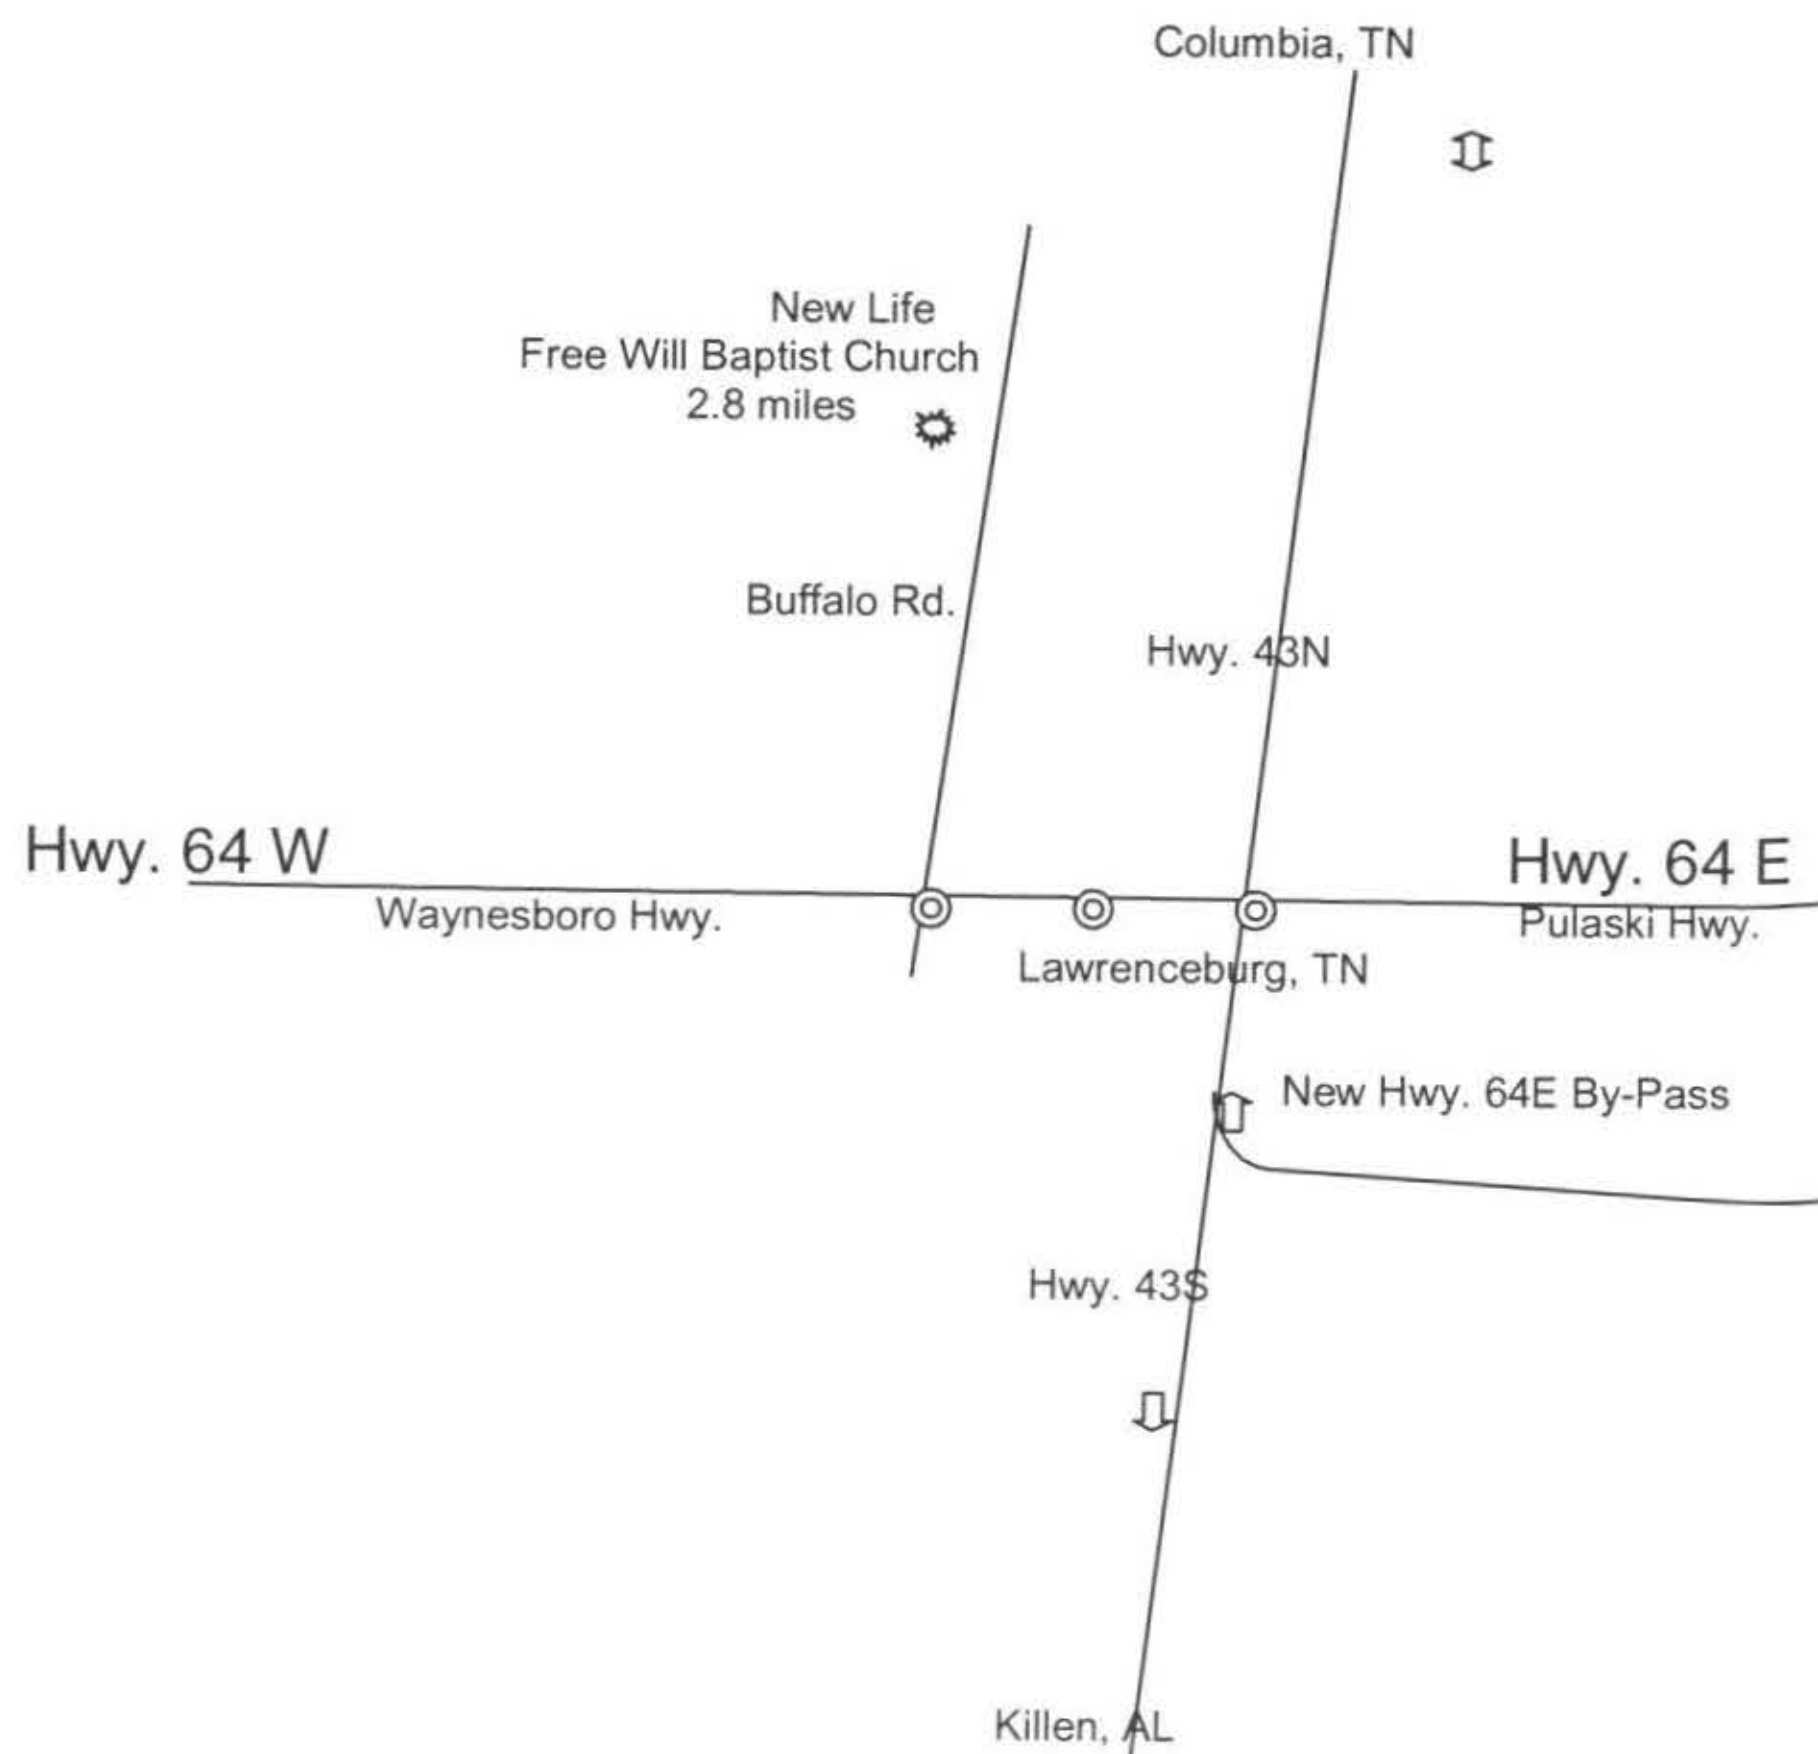 Columbia, TN
New Life
Free Will Baptist Church
2.8 miles
Buffalo Rd.
Hwy. 43N
Hwy. 64 W
Hwy. 64 E
Waynesboro Hwy.
Pulaski Hwy.
Lawrenceburg, TN
New Hwy. 64E By-Pass
Hwy. 43S
Killen, AL